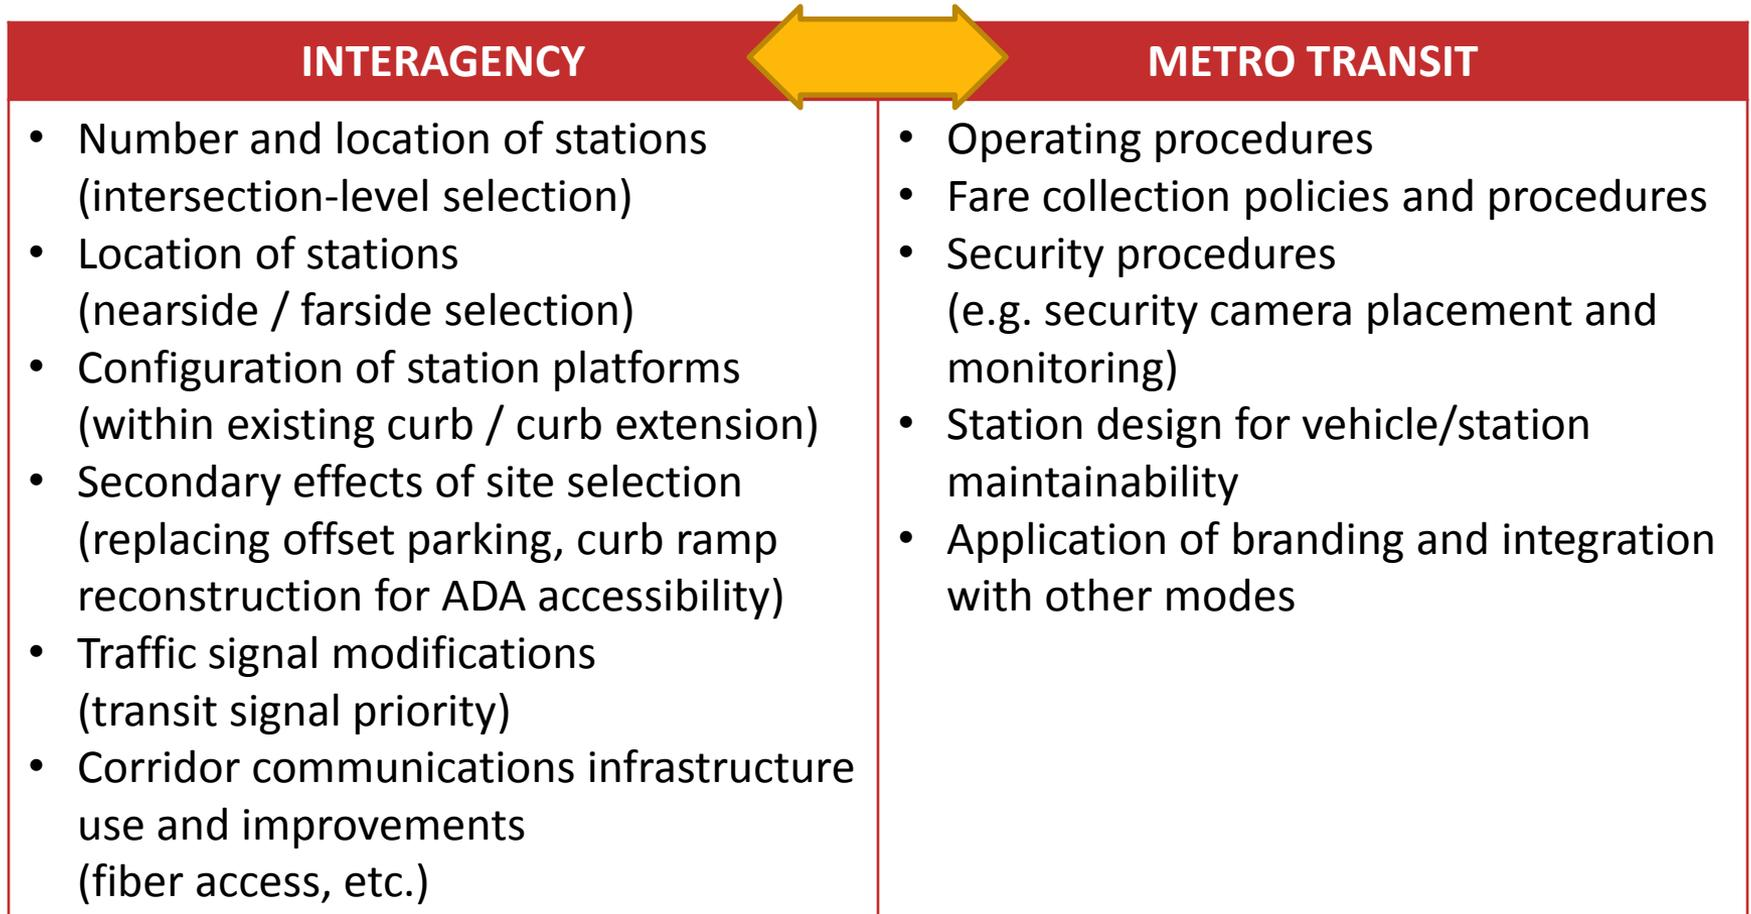 INTERAGENCY
METRO TRANSIT
• Number and location of stations
(intersection-level selection)
• Location of stations
(nearside / farside selection)
• Configuration of station platforms
(within existing curb / curb extension)
• Secondary effects of site selection
(replacing offset parking, curb ramp
reconstruction for ADA accessibility)
• Traffic signal modifications
(transit signal priority)
• Corridor communications infrastructure
use and improvements
(fiber access, etc.)
• Operating procedures
• Fare collection policies and procedures
• Security procedures
(e.g. security camera placement and
monitoring)
• Station design for vehicle/station
maintainability
• Application of branding and integration
with other modes